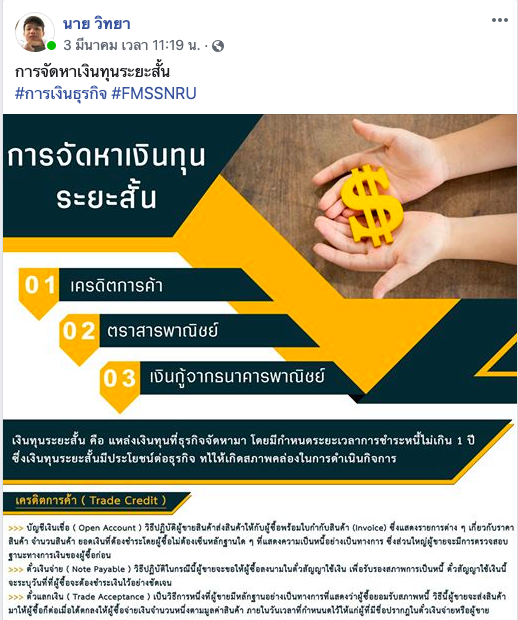 นาย วิทยา
3 มีนาคม เวลา 11:19 น. ·
การจัดหาเงินทุนระยะสั้น
#การเงินธุรกิจ #FMSSNRU
การจัดหาเงินทุน
ระยะสั้น
$
01 เครดิตการค้า
02 ตราสารพาณิชย์
03 เงินกู้จากธนาคารพาณิชย์
เงินทุนระยะสั้น คือ แหล่งเงินทุนที่ธุรกิจจัดหามา โดยมีกำหนดระยะเวลาการชำระหนี้ไม่เกิน 1 ปี
ซึ่งเงินทุนระยะสั้นมีประโยชน์ต่อธุรกิจ ทไให้เกิดสภาพคล่องในการดำเนินกิจการ
เครดิตการค้า ( Trade Credit )
>>> บัญชีเงินเชื่อ ( Open Account ) วิธีปฏิบัติผู้ขายสินค้าส่งสินค้าให้กับผู้ซื้อพร้อมใบกำกับสินค้า (Invoice) ซึ่งแสดงรายการต่าง ๆ เกี่ยวกับราคา
สินค้า จำนวนสินค้า ยอดเงินที่ต้องชำระโดยผู้ซื้อไม่ต้องเซ็นหลักฐานใด ๆ ที่แสดงความเป็นหนี้อย่างเป็นทางการ ซึ่งส่วนใหญ่ผู้ขายจะมีการตรวจสอบ
ฐานะทางการเงินของผู้ซื้อก่อน
>>> ตั๋วเงินจ่าย ( Note Payable ) วิธีปฏิบัติในกรณีนี้ผู้ขายจะขอให้ผู้ซื้อลงนามในตั๋วสัญญาใช้เงิน เพื่อรับรองสภาพการเป็นหนี้ ตั๋วสัญญาใช้เงินนี้
จะระบุวันที่ที่ผู้ซื้อจะต้องชำระเงินไว้อย่างชัดเจน
>>> ตั๋วแลกเงิน ( Trade Acceptance ) เป็นวิธีการหนึ่งที่ผู้ขายมีหลักฐานอย่างเป็นทางการที่แสดงว่าผู้ซื้อยอมรับสภาพหนี้ วิธีนี้ผู้ขายจะส่งสินค้า
มาให้ผู้ซื้อก็ต่อเมื่อได้ตกลงให้ผู้ซื้อจ่ายเงินจำนวนหนึ่งตามมูลค่าสินค้า ภายในวันเวลาที่กำหนดไว้ให้แก่ผู้ที่มีชื่อปรากฏในตั๋วเงินจ่ายหรือผู้ขาย